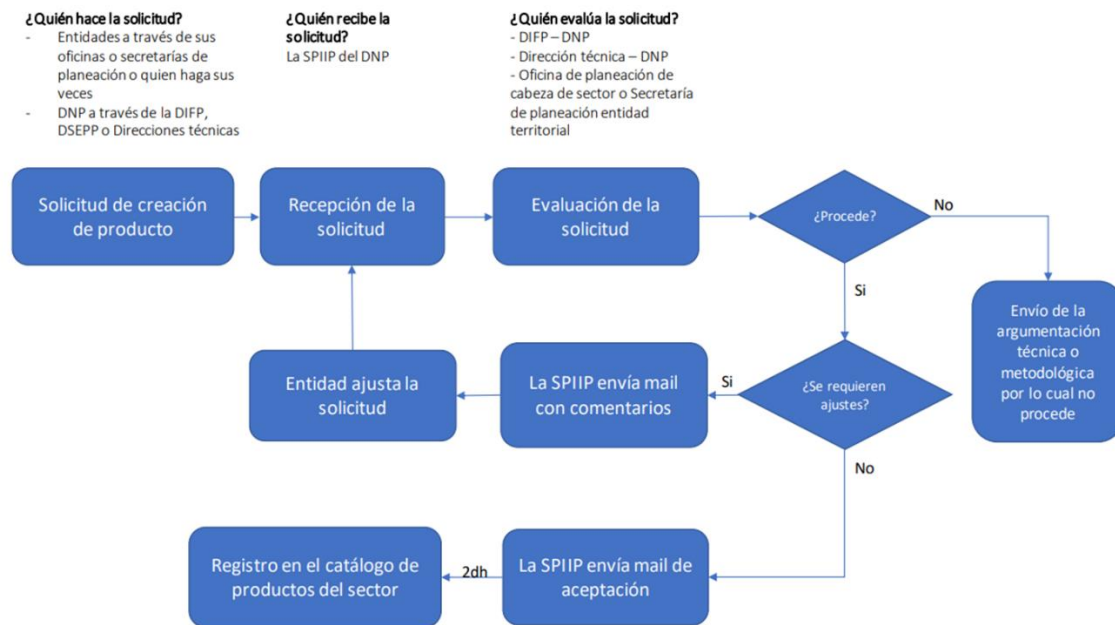 ¿Quién hace la solicitud?
- Entidades a través de sus
oficinas o secretarías de
planeación o quien haga sus
veces
- DNP a través de la DIFP,
DSEPP o Direcciones técnicas
¿Quién recibe la
solicitud?
La SPIIP del DNP
¿Quién evalúa la solicitud?
- DIFP – DNP
- Dirección técnica – DNP
- Oficina de planeación de
cabeza de sector o Secretaría
de planeación entidad
territorial
Solicitud de creación
de producto
Recepción de la
solicitud
Evaluación de la
solicitud
¿Procede?
No
Si
Envío de la
argumentación
técnica o
metodológica
por lo cual no
procede
Entidad ajusta la
solicitud
La SPIIP envía mail
con comentarios
Si
¿Se requieren
ajustes?
No
Registro en el catálogo de
productos del sector
2dh
La SPIIP envía mail de
aceptación